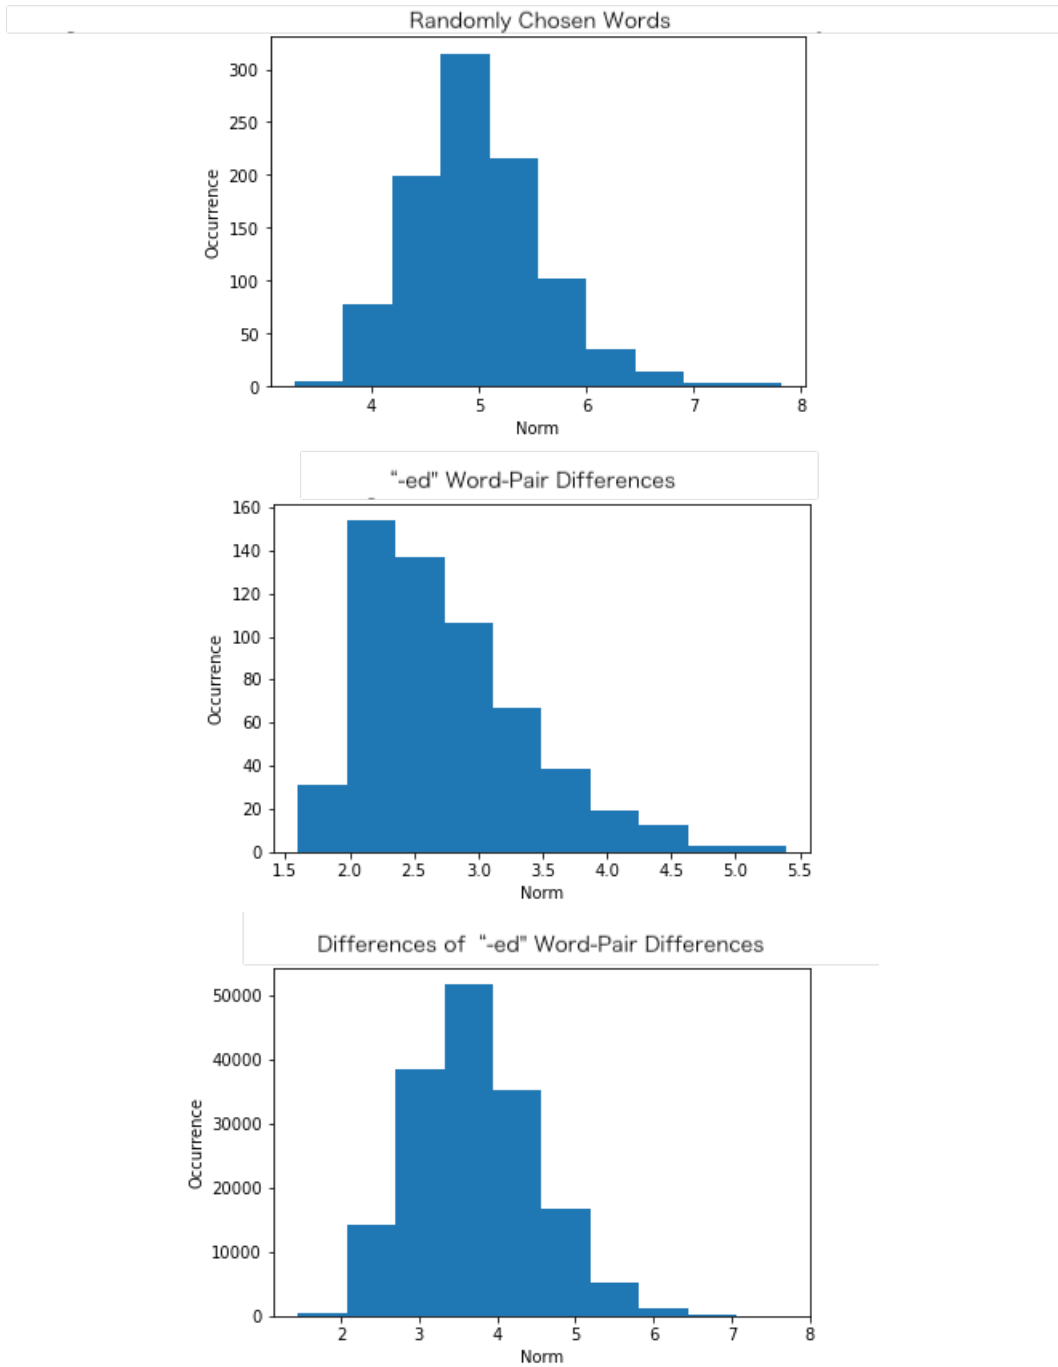 Randomly Chosen Words
300
250
200
150
100
50
0
Occurrence
4 5 6 7 8
Norm
“-ed" Word-Pair Differences
160
140
120
100
80
60
40
20
0
Occurrence
1.5 2.0 2.5 3.0 3.5 4.0 4.5 5.0 5.5
Norm
Differences of “-ed" Word-Pair Differences
50000
40000
30000
20000
10000
0
Occurrence
2 3 4 5 6 7 8
Norm